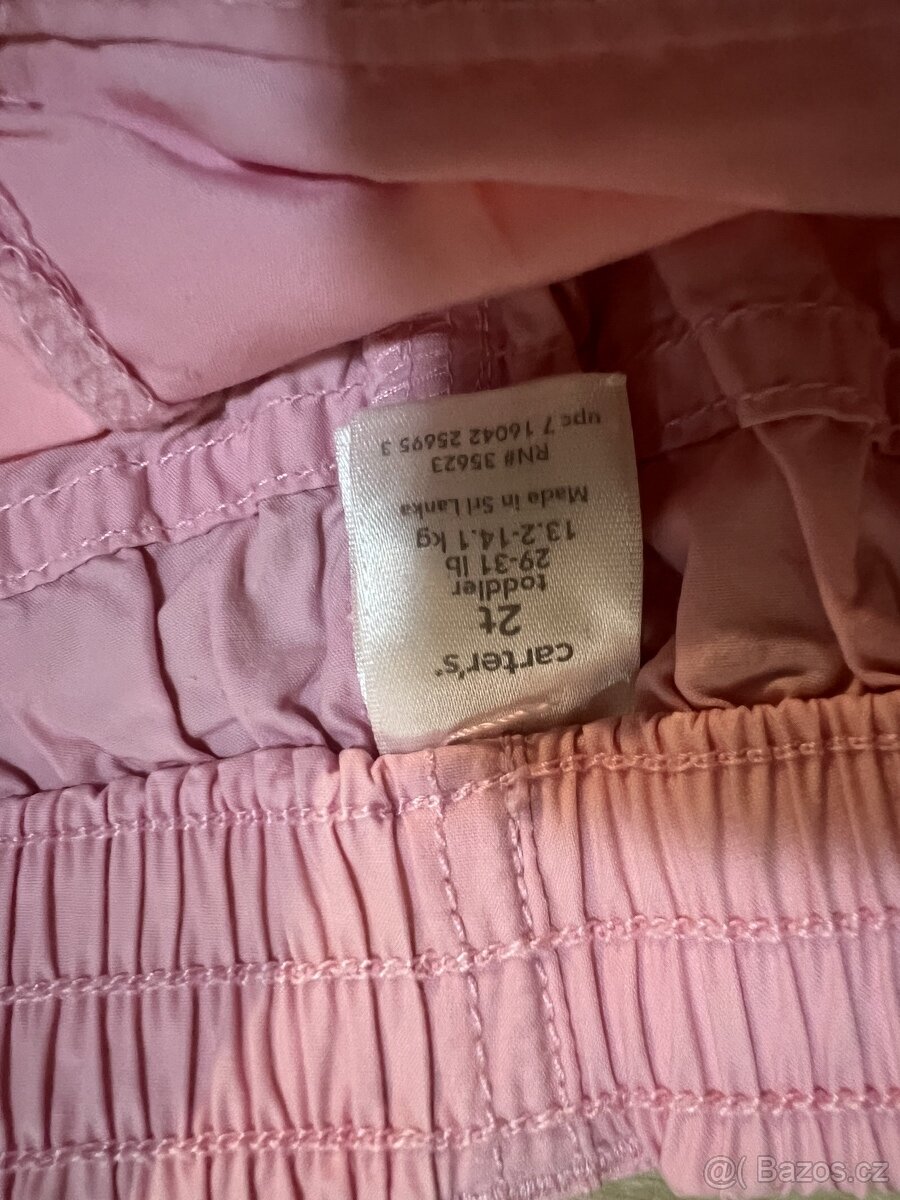 carter's®
2t
toddler
29-31 lb
13.2-14.1 kg
Made in Sri Lanka
RN# 35623
upc 7 16042 25695 3
@( Bazos.cz